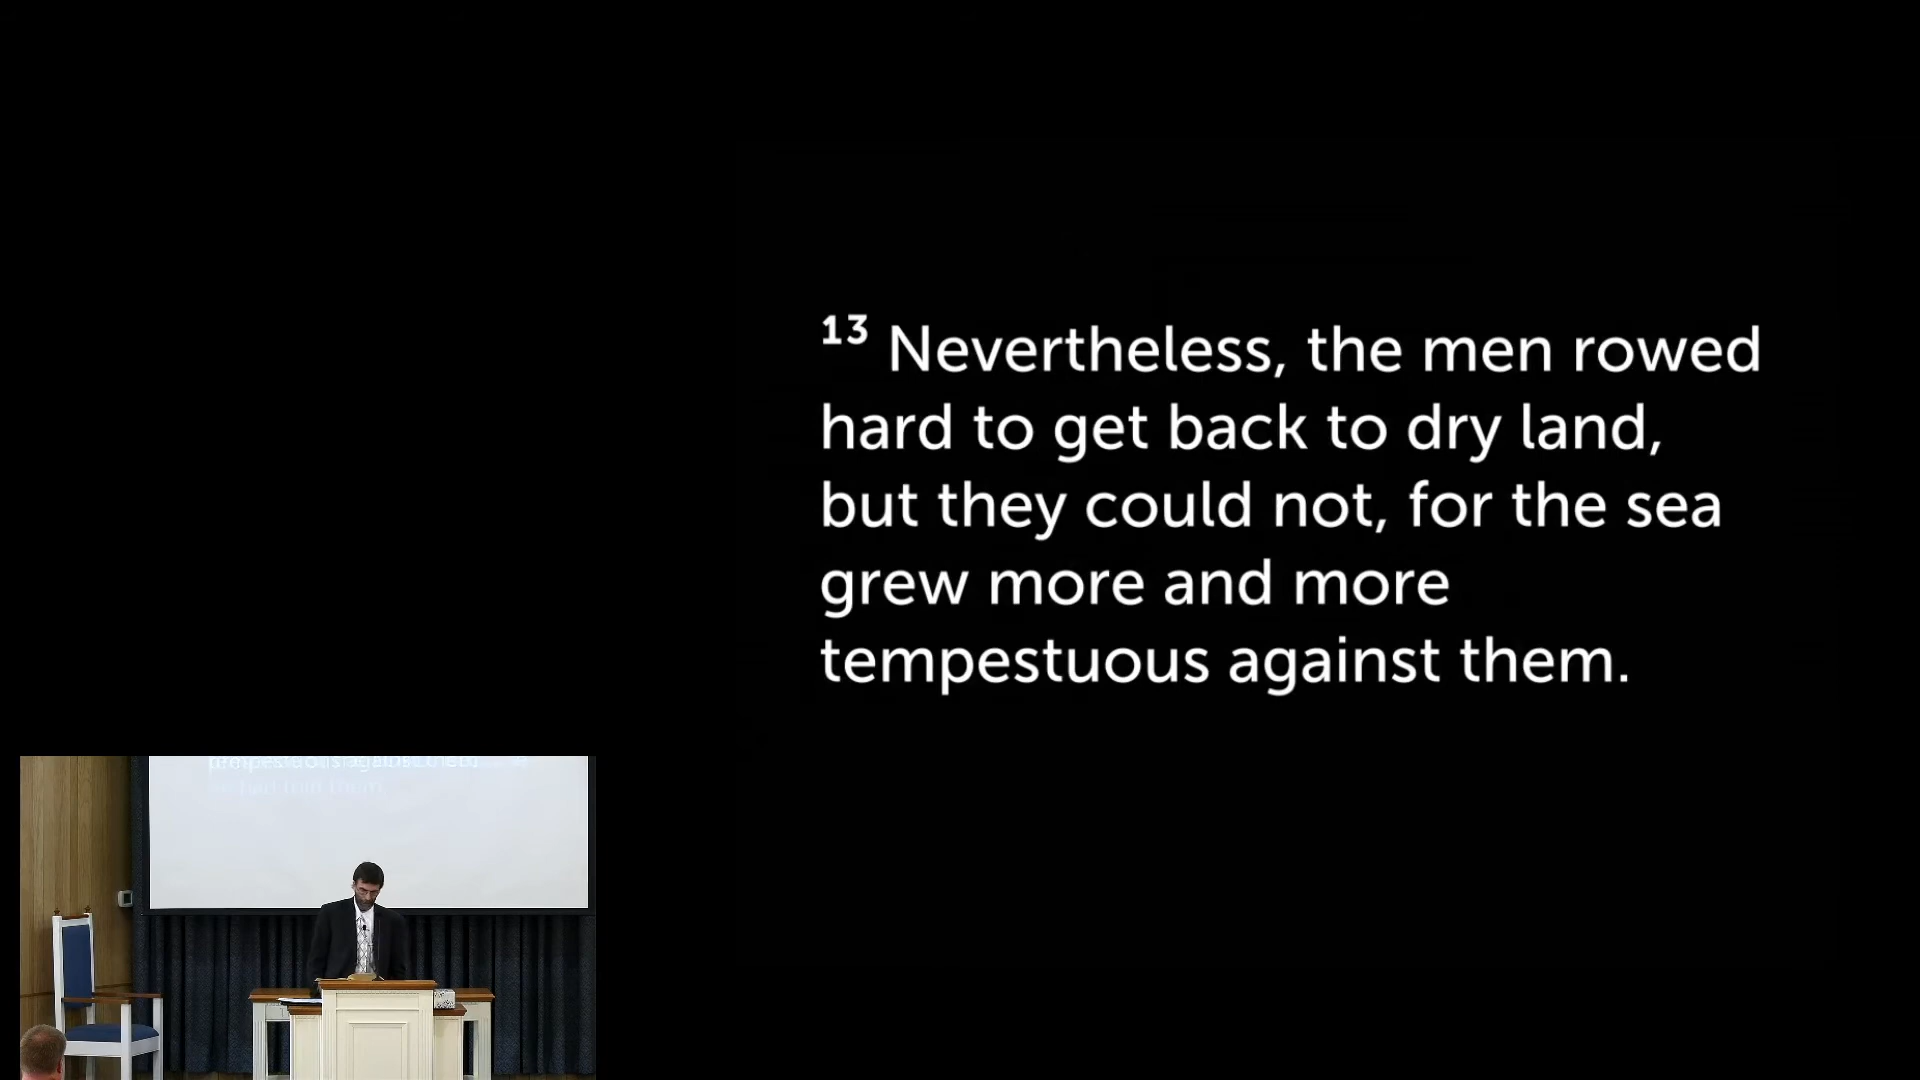 13 Nevertheless, the men rowed
hard to get back to dry land,
but they could not, for the sea
grew more and more
tempestuous against them.